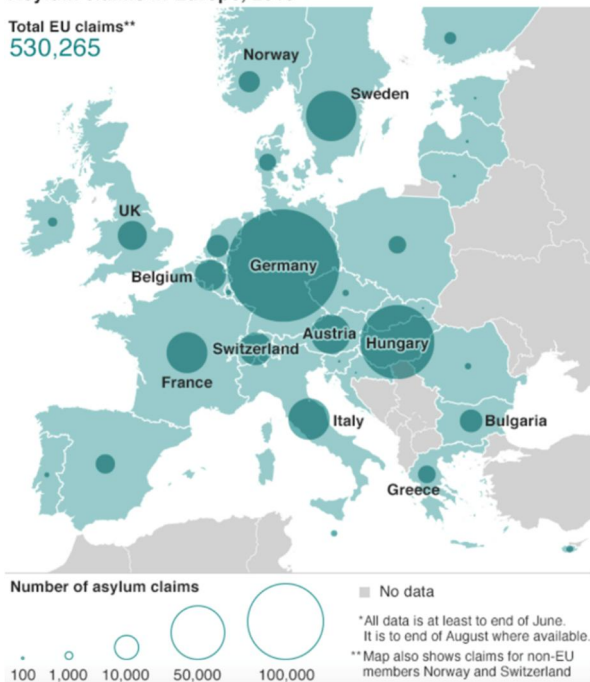 Total EU claims**
530,265
Norway
Sweden
UK
Belgium
Germany
Austria
Switzerland
Hungary
France
Italy
Bulgaria
Greece
Number of asylum claims
100
1,000
10,000
50,000
100,000
No data
*All data is at least to end of June.
It is to end of August where available.
**Map also shows claims for non-EU
members Norway and Switzerland